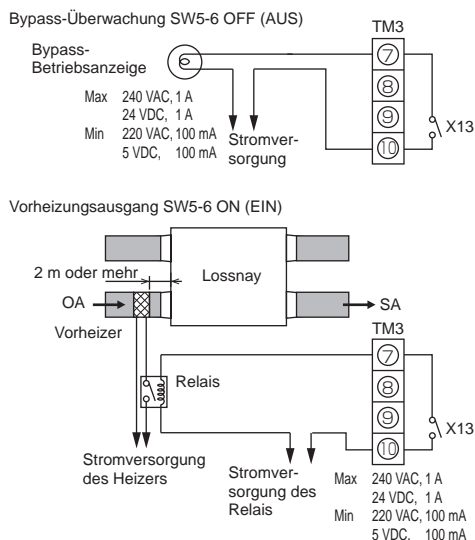 Bypass-Überwachung SW5-6 OFF (AUS)
TM3
Bypass-
Betriebsanzeige
⑦
⑧
⑨
⑩
X13
Max 240 VAC, 1 A
24 VDC, 1 A
Min 220 VAC, 100 mA
5 VDC, 100 mA
Stromver-
sorgung
Vorheizungsausgang SW5-6 ON (EIN)
2 m oder mehr
Lossnay
OA
SA
Vorheizer
TM3
⑦
⑧
⑨
⑩
X13
Relais
Stromversorgung
des Heizers
Stromver-
sorgung des
Relais
Max 240 VAC, 1 A
24 VDC, 1 A
Min 220 VAC, 100 mA
5 VDC, 100 mA